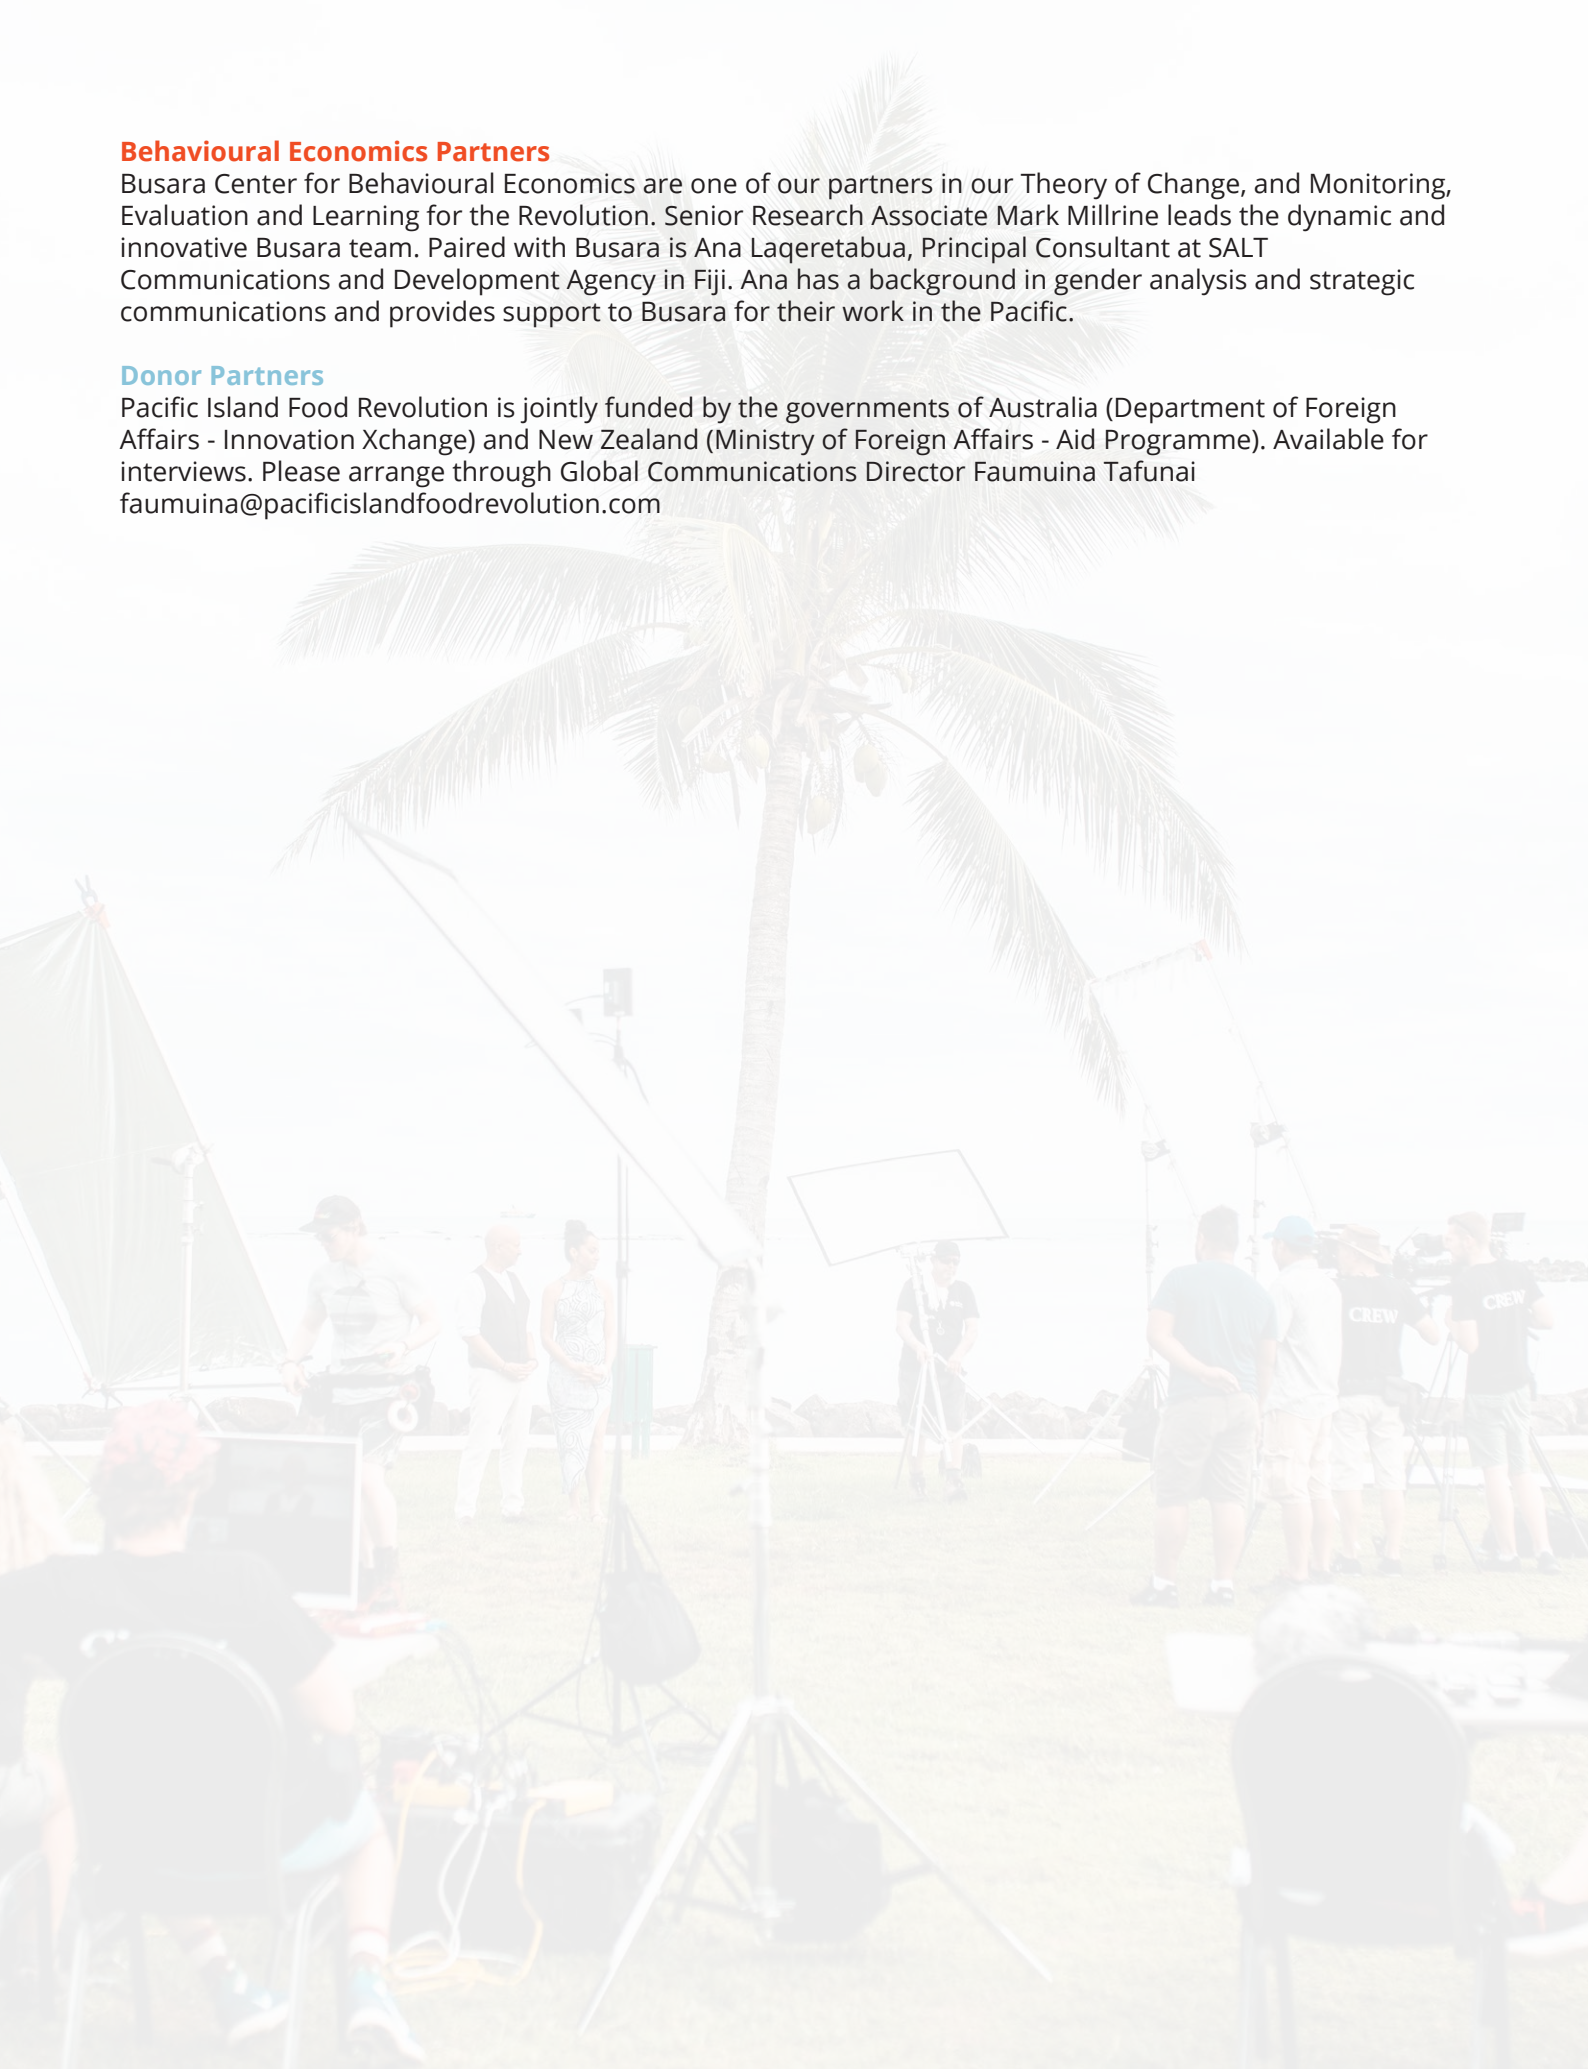 Behavioural Economics Partners
Busara Center for Behavioural Economics are one of our partners in our Theory of Change, and Monitoring,
Evaluation and Learning for the Revolution. Senior Research Associate Mark Millrine leads the dynamic and
innovative Busara team. Paired with Busara is Ana Laqeretabua, Principal Consultant at SALT
Communications and Development Agency in Fiji. Ana has a background in gender analysis and strategic
communications and provides support to Busara for their work in the Pacific.
Donor Partners
Pacific Island Food Revolution is jointly funded by the governments of Australia (Department of Foreign
Affairs - Innovation Xchange) and New Zealand (Ministry of Foreign Affairs - Aid Programme). Available for
interviews. Please arrange through Global Communications Director Faumuina Tafunai
faumuina@pacificislandfoodrevolution.com
CREW
CREW